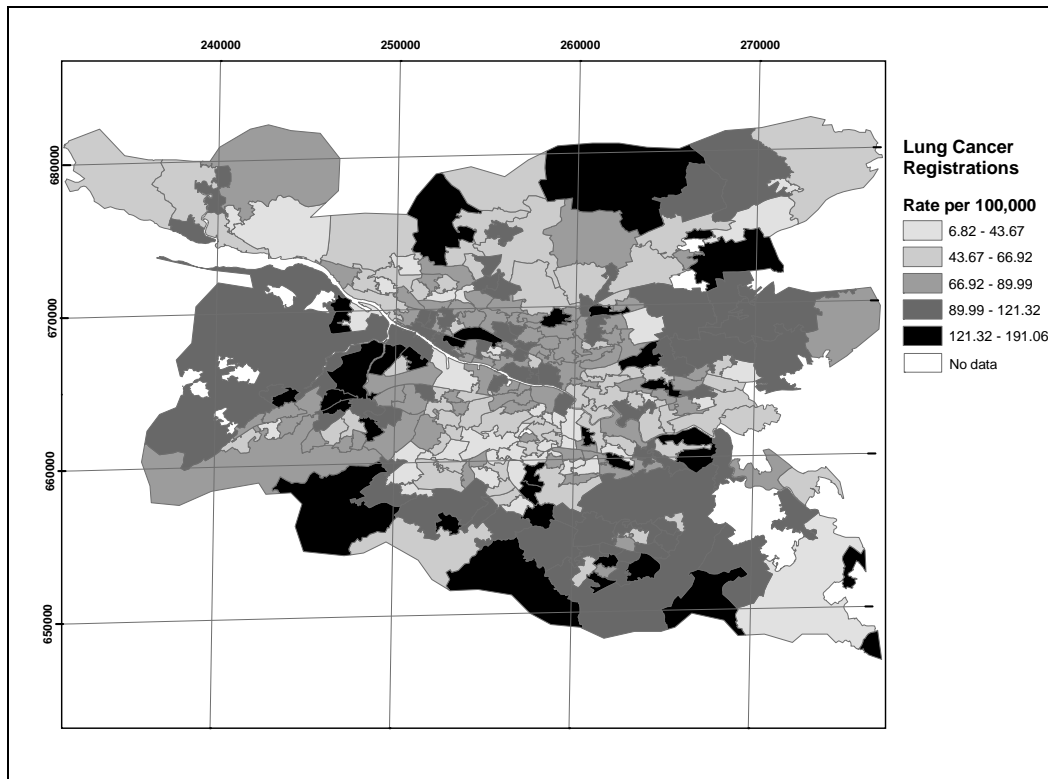 240000
250000
260000
270000
680000
670000
660000
650000
Lung Cancer
Registrations
Rate per 100,000
6.82 - 43.67
43.67 - 66.92
66.92 - 89.99
89.99 - 121.32
121.32 - 191.06
No data